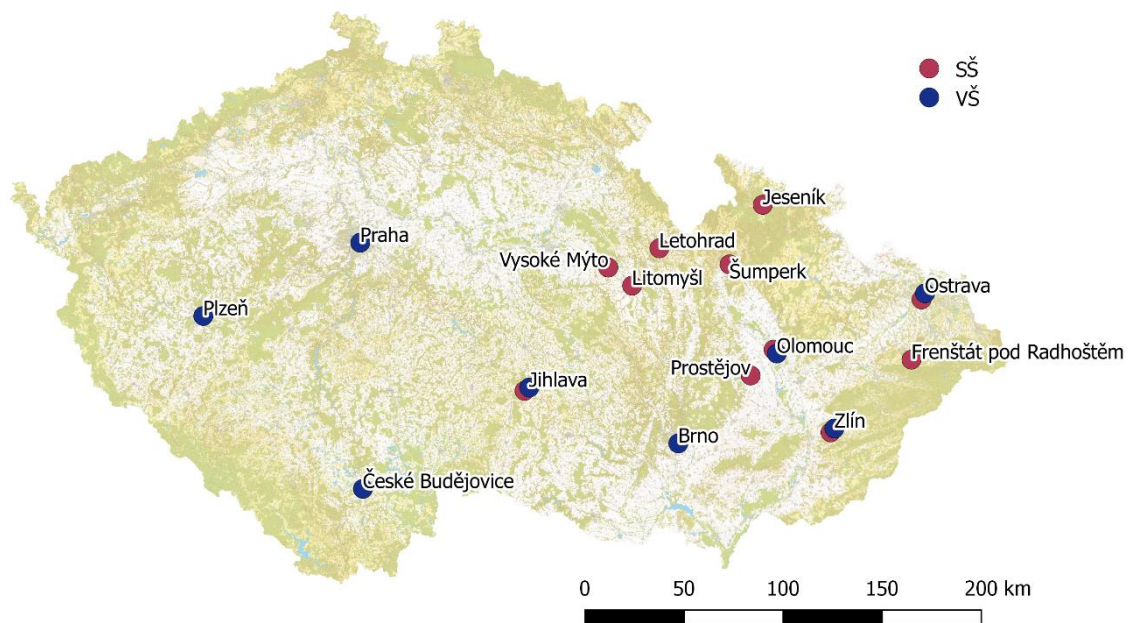 SŠ
VŠ
Jeseník
Praha
Letohrad
Vysoké Mýto
Šumperk
Litomyšl
Ostrava
Plzeň
Olomouc
Frenštát pod Radhoštěm
Prostějov
Jihlava
Zlín
Brno
České Budějovice
0 50 100 150 200 km